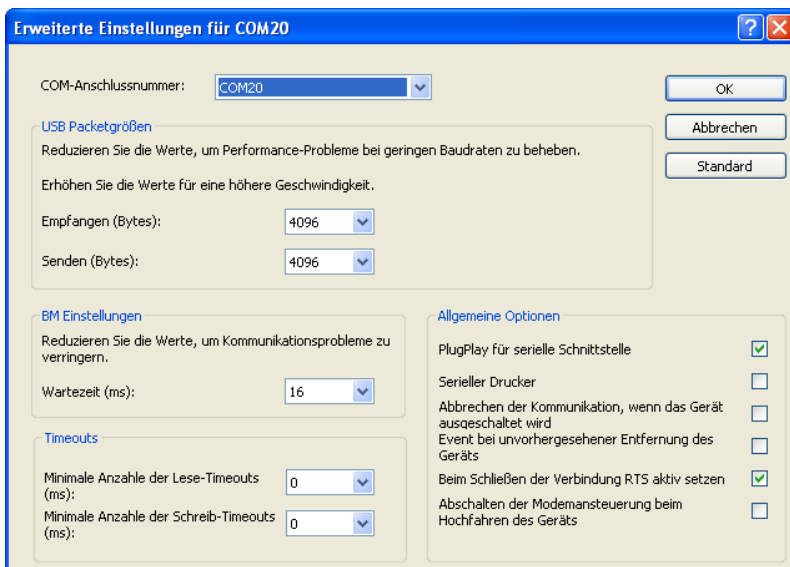 Erweiterte Einstellungen für COM20
COM-Anschlussnummer:
COM20
OK
Abbrechen
Standard
USB Packetgrößen
Reduzieren Sie die Werte, um Performance-Probleme bei geringen Baudraten zu beheben.
Erhöhen Sie die Werte für eine höhere Geschwindigkeit.
Empfangen (Bytes):
4096
Senden (Bytes):
4096
BM Einstellungen
Reduzieren Sie die Werte, um Kommunikationsprobleme zu
verringern.
Wartezeit (ms):
16
Timeouts
Minimale Anzahle der Lese-Timeouts
(ms):
0
Minimale Anzahle der Schreib-Timeouts
(ms):
0
Allgemeine Optionen
PlugPlay für serielle Schnittstelle
Serieller Drucker
Abbrechen der Kommunikation, wenn das Gerät
ausgeschaltet wird
Event bei unvorhergesehener Entfernung des
Geräts
Beim Schließen der Verbindung RTS aktiv setzen
Abschalten der Modemansteuerung beim
Hochfahren des Geräts